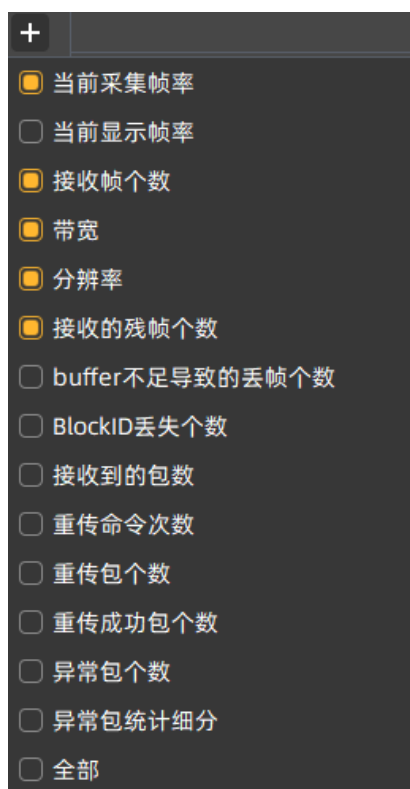 当前采集帧率
当前显示帧率
接收帧个数
带宽
分辨率
接收的残帧个数
buffer不足导致的丢帧个数
BlockID丢失个数
接收到的包数
重传命令次数
重传包个数
重传成功包个数
异常包个数
异常包统计细分
全部